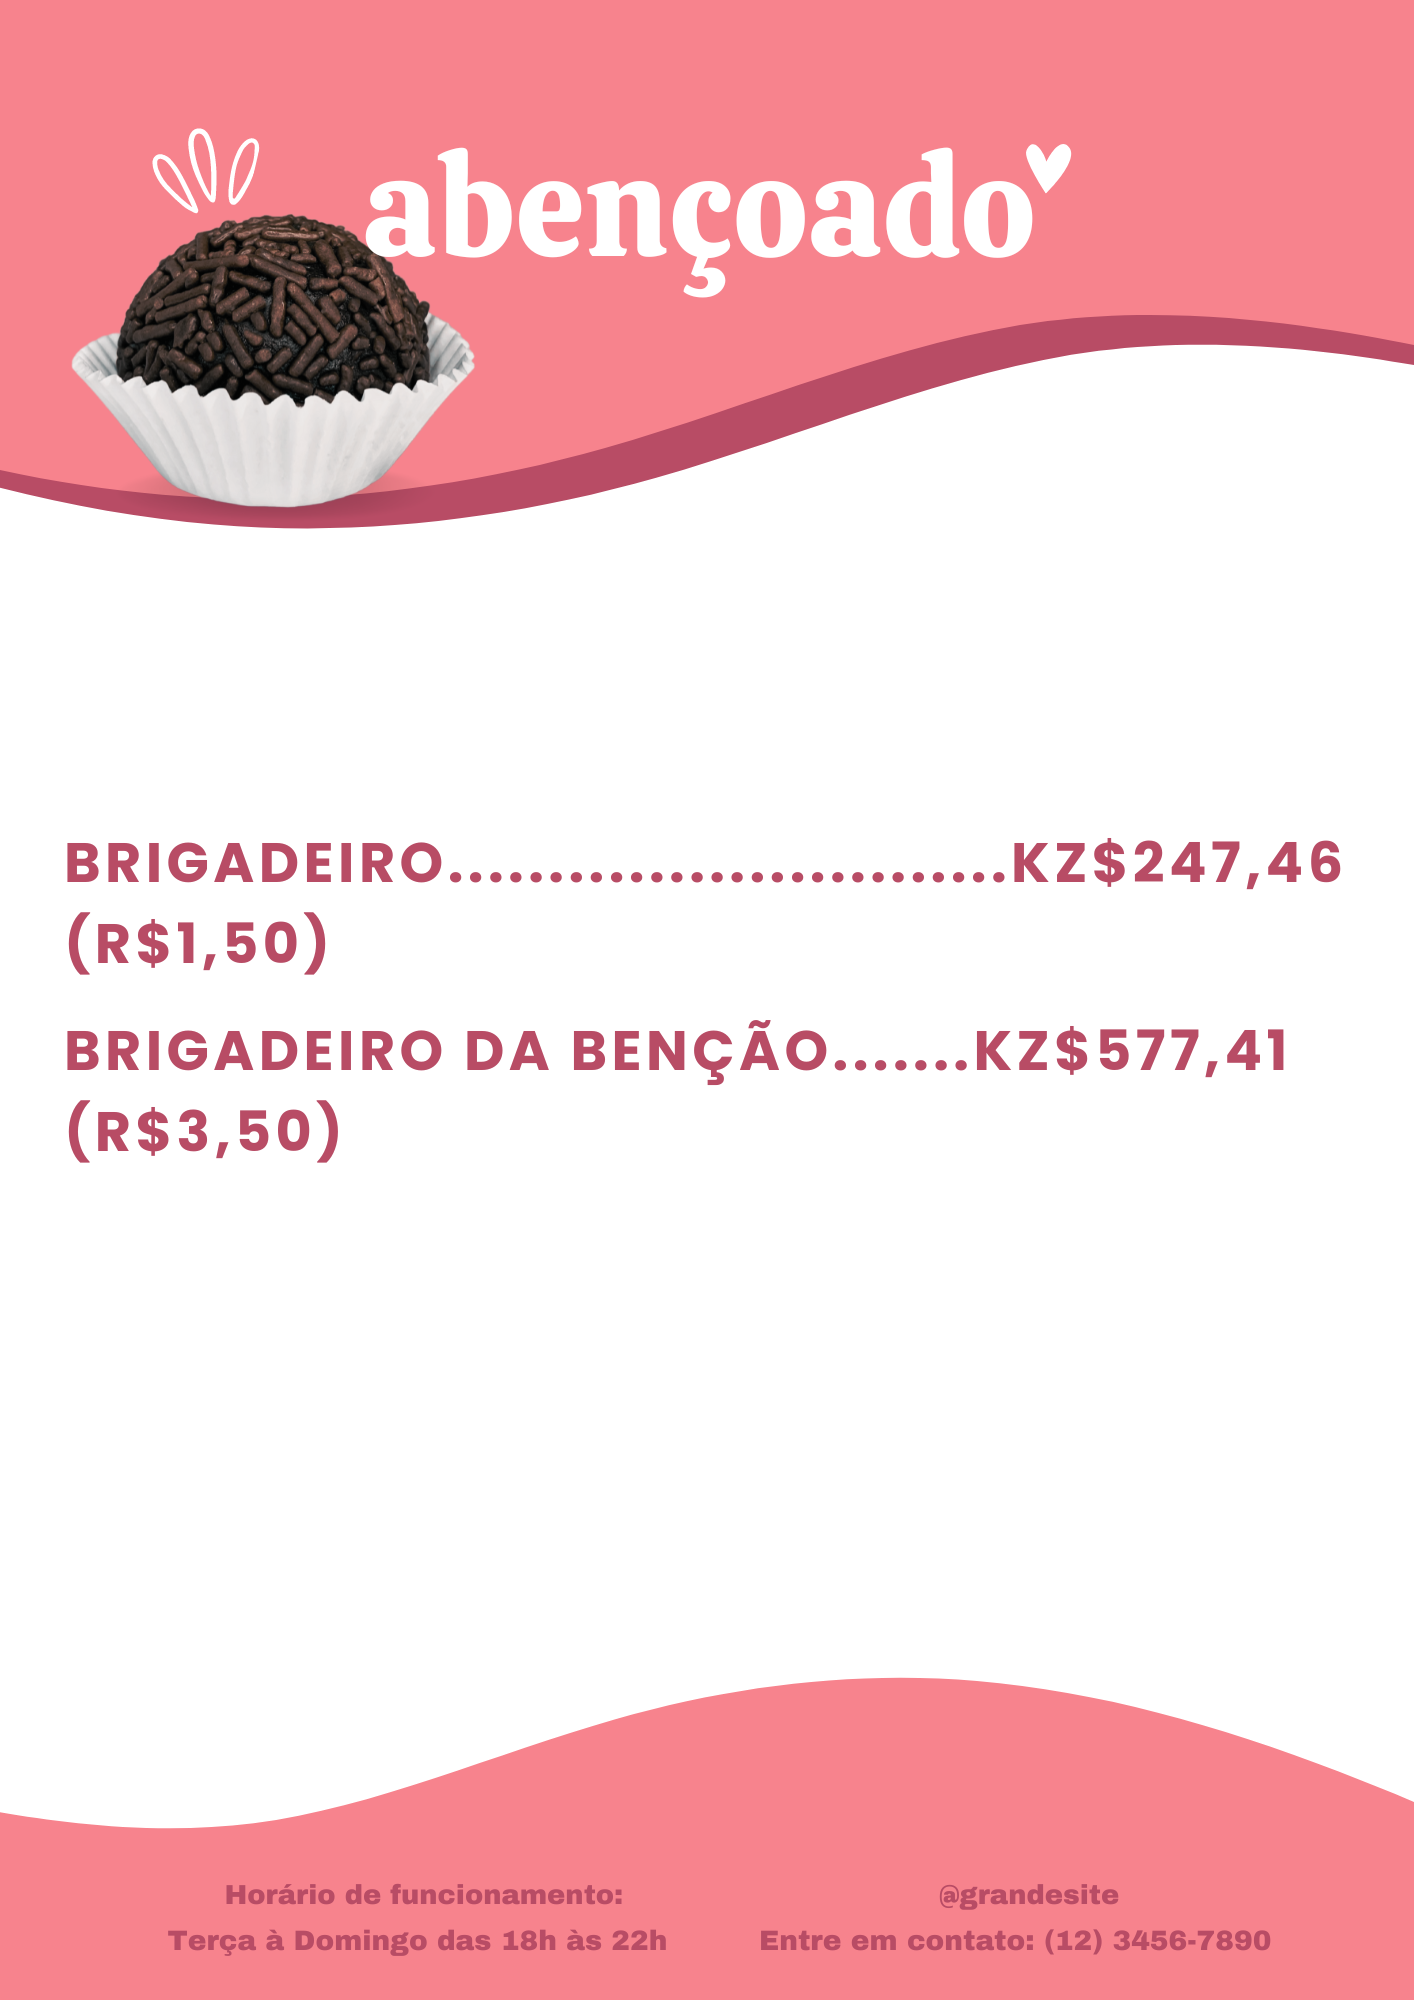 abençoado
BRIGADEIRO............................KZ$247,46
(R$1,50)
BRIGADEIRO DA BENÇÃO.......KZ$577,41
(R$3,50)
Horário de funcionamento:
Terça à Domingo das 18h às 22h
@grandesite
Entre em contato: (12) 3456-7890